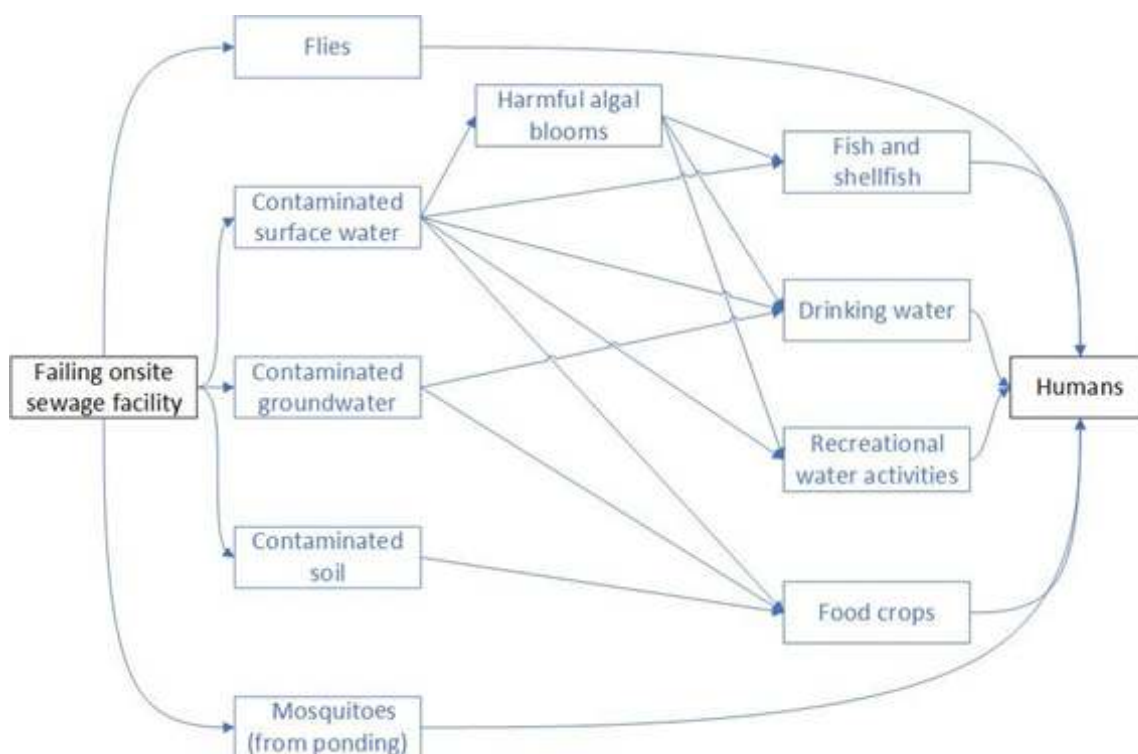 Flies
Harmful algal
blooms
Fish and
shellfish
Contaminated
surface water
Drinking water
Failing onsite
sewage facility
Contaminated
groundwater
Humans
Recreational
water activities
Contaminated
soil
Food crops
Mosquitoes
(from ponding)